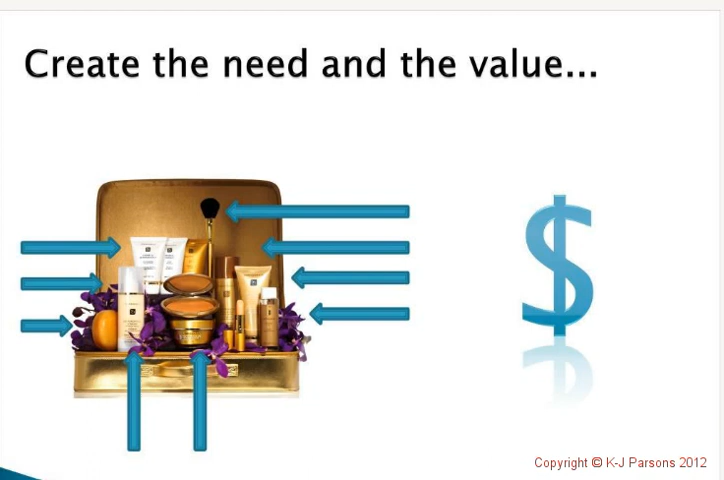 Create the need and the value...
$
Copyright © K-J Parsons 2012